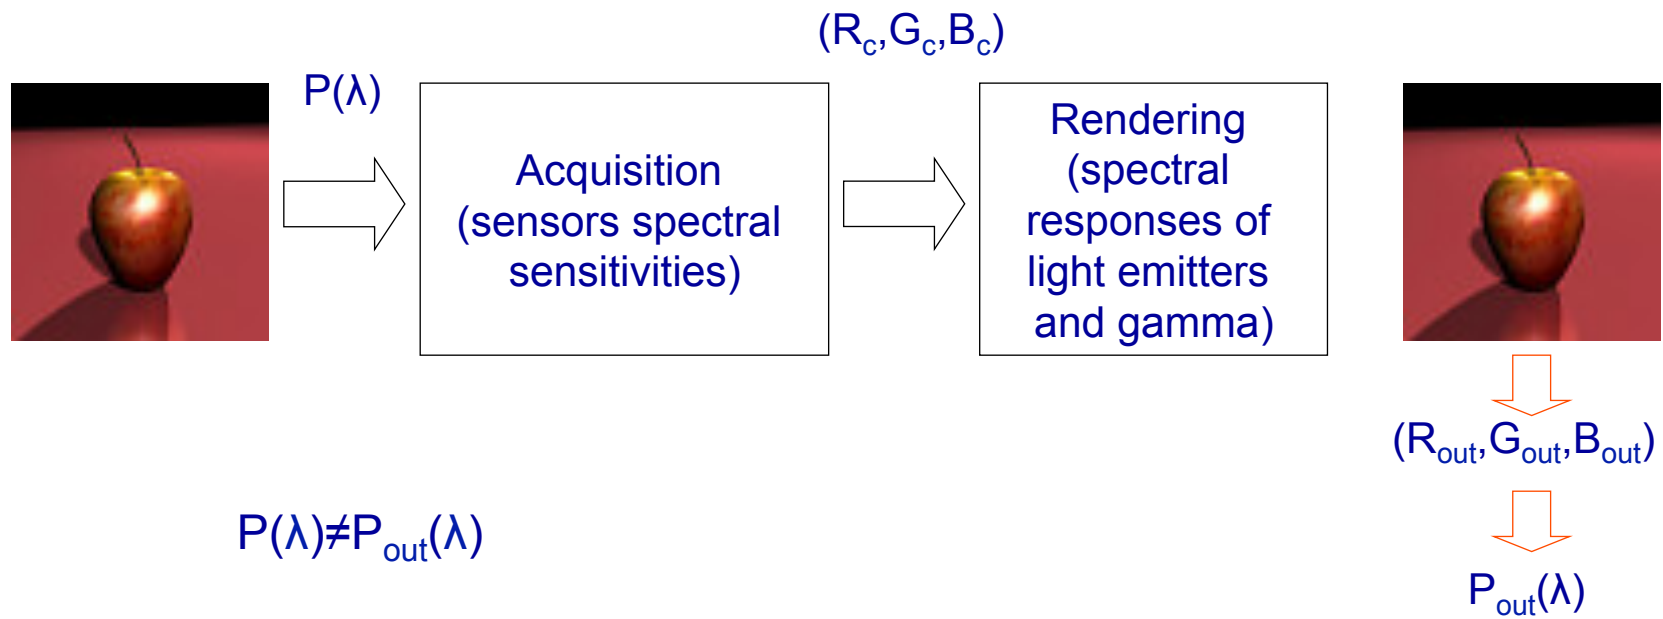 (Rc,Gc,Bc)
P(λ)
Acquisition
(sensors spectral
sensitivities)
Rendering
(spectral
responses of
light emitters
and gamma)
(Rout,Gout,Bout)
P(λ)≠Pout(λ)
Pout(λ)